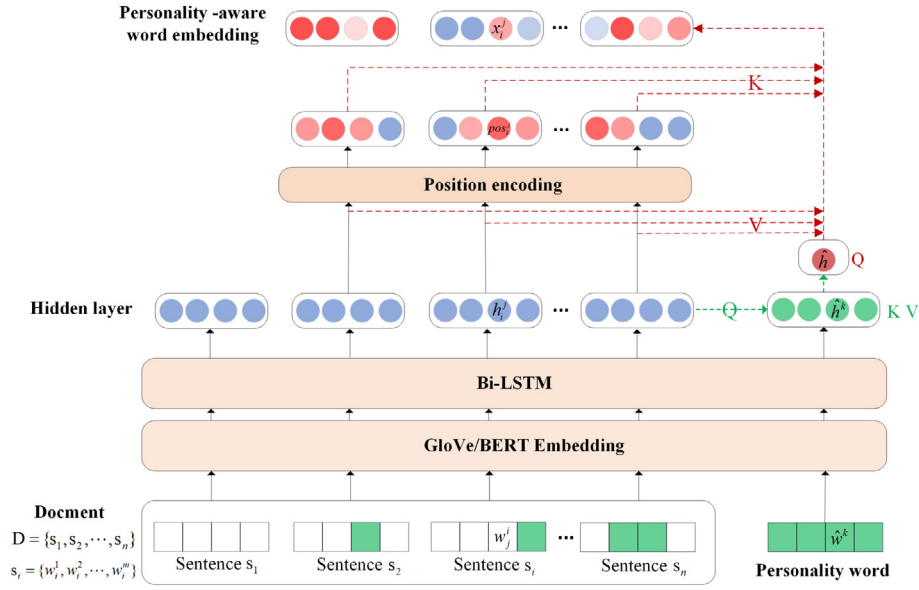 Personality -aware
word embedding
x_i^j
...
K
pos_i^j
...
Position encoding
V
ĥ
Q
Hidden layer
h_i^j
...
Q
ĥ^k
K V
Bi-LSTM
GloVe/BERT Embedding
Docment
D = {s_1, s_2, ⋯, s_n}
s_i = {w_i^1, w_i^2, ⋯, w_i^m}
w_j^i
...
ŵ^k
Sentence s_1
Sentence s_2
Sentence s_i
Sentence s_n
Personality word